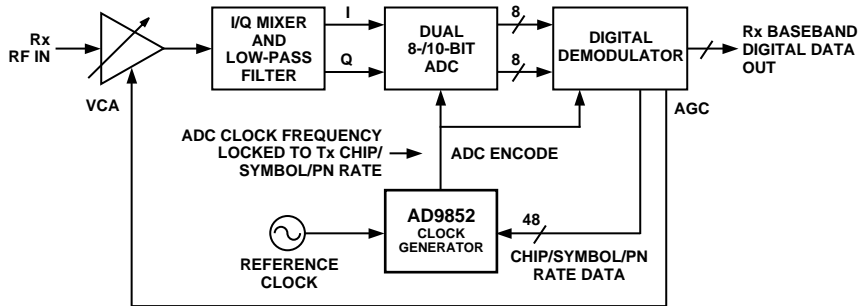 Rx
RF IN
VCA
I/Q MIXER
AND
LOW-PASS
FILTER
I
Q
DUAL
8-/10-BIT
ADC
8
8
DIGITAL
DEMODULATOR
Rx BASEBAND
DIGITAL DATA
OUT
AGC
ADC CLOCK FREQUENCY
LOCKED TO Tx CHIP/
SYMBOL/PN RATE
ADC ENCODE
AD9852
CLOCK
GENERATOR
48
CHIP/SYMBOL/PN
RATE DATA
REFERENCE
CLOCK